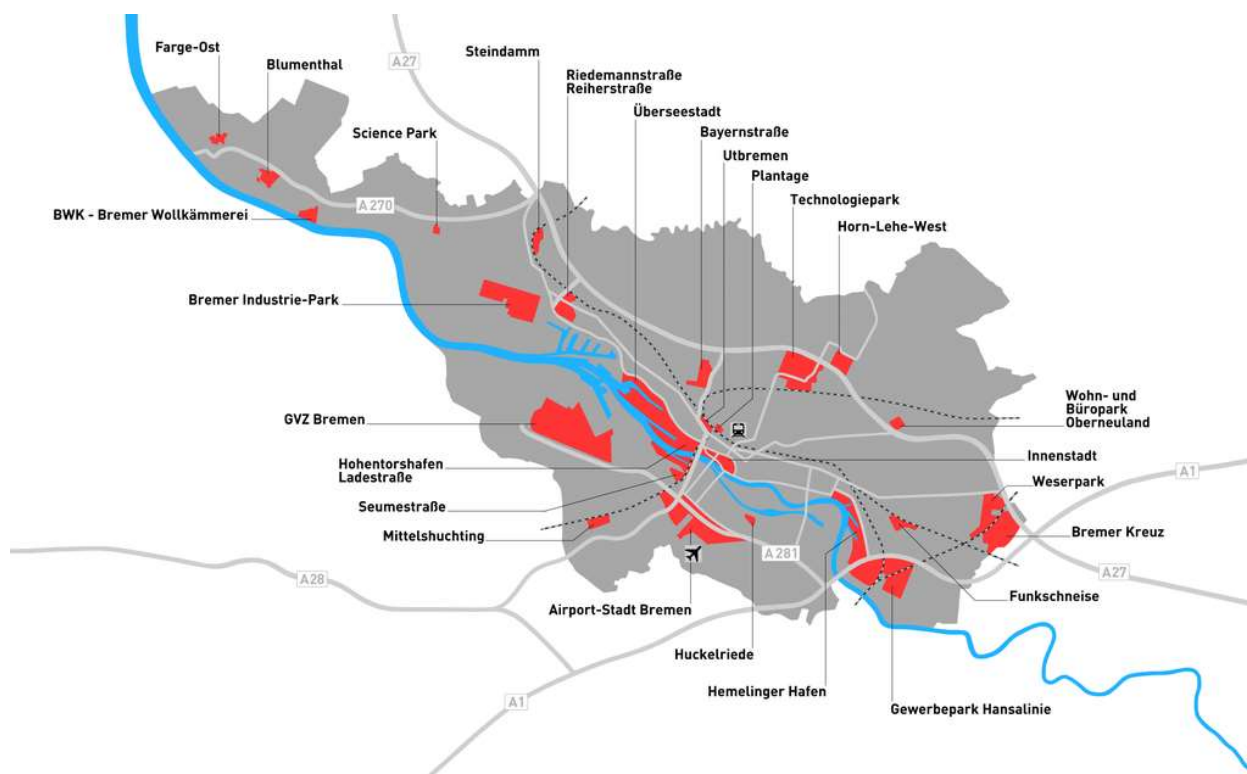 Farge-Ost
Blumenthal
A27
Steindamm
Riedemannstraße
Reiherstraße
Überseestadt
Science Park
Bayernstraße
Utbremen
Plantage
Technologiepark
Horn-Lehe-West
BWK - Bremer Wollkämmerei
A 270
Bremer Industrie-Park
GVZ Bremen
Wohn- und
Büropark
Oberneuland
Hohentorshafen
Ladestraße
Innenstadt
Weserpark
A1
Seumestraße
Mittelshuchting
Bremer Kreuz
A 281
A28
A27
Airport-Stadt Bremen
Funkschneise
Huckelriede
Hemelinger Hafen
A1
Gewerbepark Hansalinie